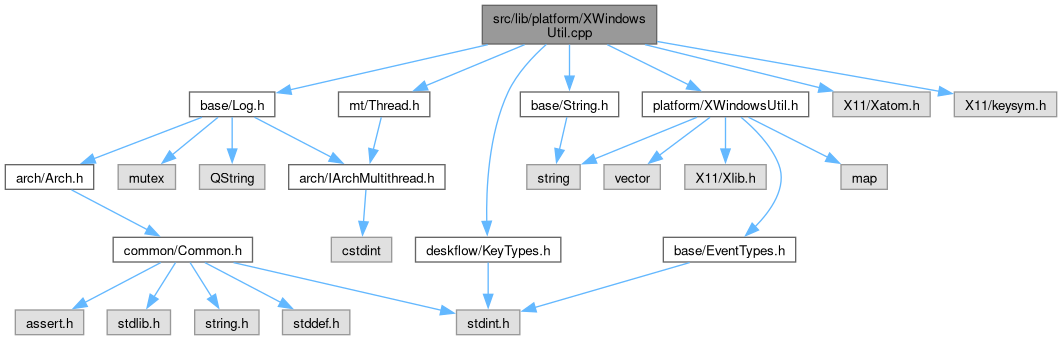 src/lib/platform/XWindows
Util.cpp
base/Log.h
mt/Thread.h
base/String.h
platform/XWindowsUtil.h
X11/Xatom.h
X11/keysym.h
arch/Arch.h
mutex
QString
arch/IArchMultithread.h
string
vector
X11/Xlib.h
map
common/Common.h
cstdint
deskflow/KeyTypes.h
base/EventTypes.h
assert.h
stdlib.h
string.h
stddef.h
stdint.h